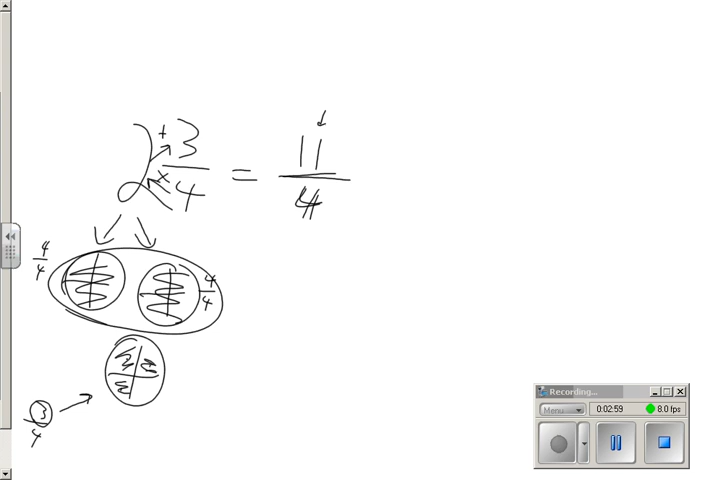 2 + 3/4 = 11/4
x
4/4
4/4
3/4
Recording...
Menu
0:02:59
8.0 fps